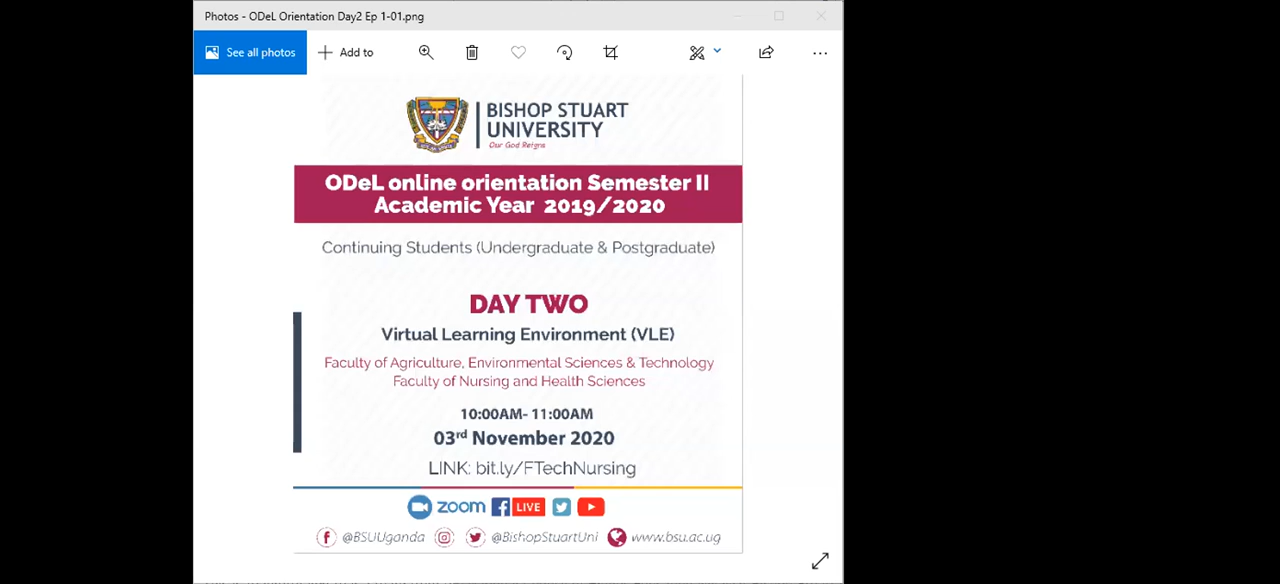 Photos - ODeL Orientation Day2 Ep 1-01.png
See all photos
Add to
BISHOP STUART
UNIVERSITY
Our God Reigns
ODeL online orientation Semester II
Academic Year 2019/2020
Continuing Students (Undergraduate & Postgraduate)
DAY TWO
Virtual Learning Environment (VLE)
Faculty of Agriculture, Environmental Sciences & Technology
Faculty of Nursing and Health Sciences
10:00AM- 11:00AM
03rd November 2020
LINK: bit.ly/FTechNursing
zoom LIVE
@BSUUganda @BishopStuartUni www.bsu.ac.ug